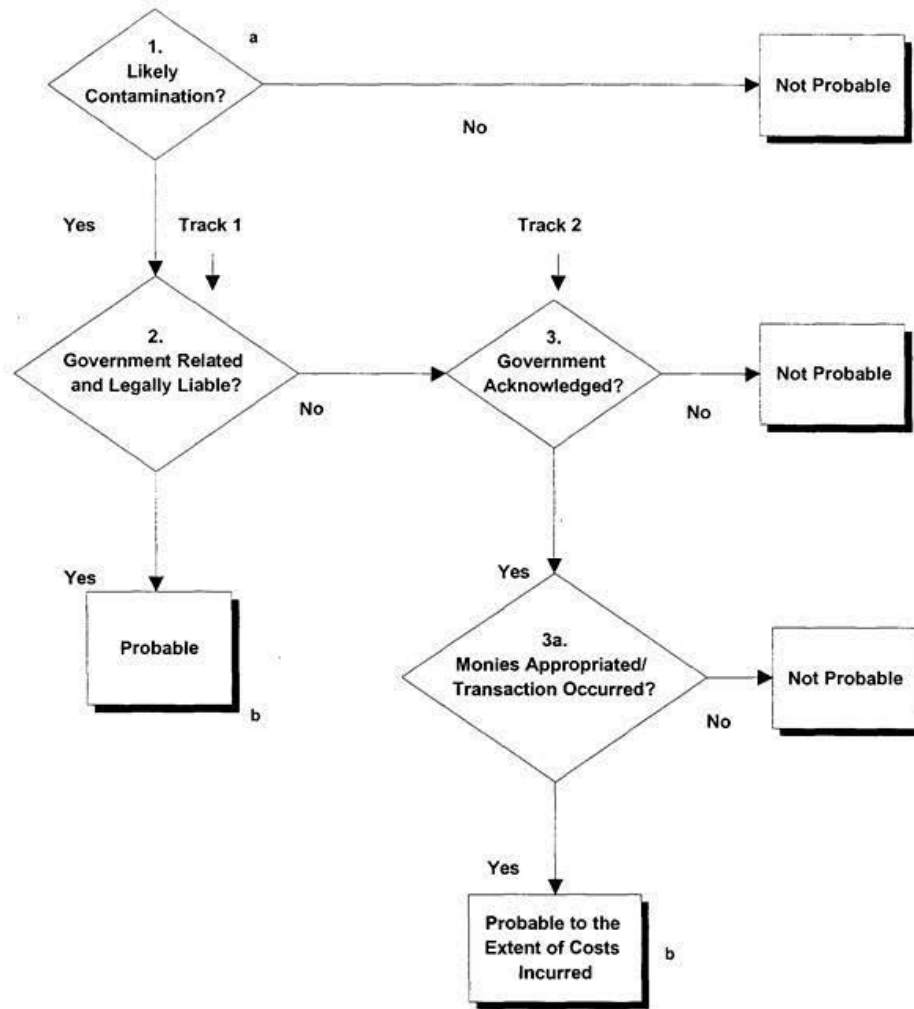 a
1.
Likely
Contamination?
Not Probable
No
Yes
Track 1
Track 2
2.
Government Related
and Legally Liable?
No
3.
Government
Acknowledged?
No
Not Probable
Yes
Probable
b
Yes
3a.
Monies Appropriated/
Transaction Occurred?
No
Not Probable
Yes
Probable to the
Extent of Costs
Incurred
b